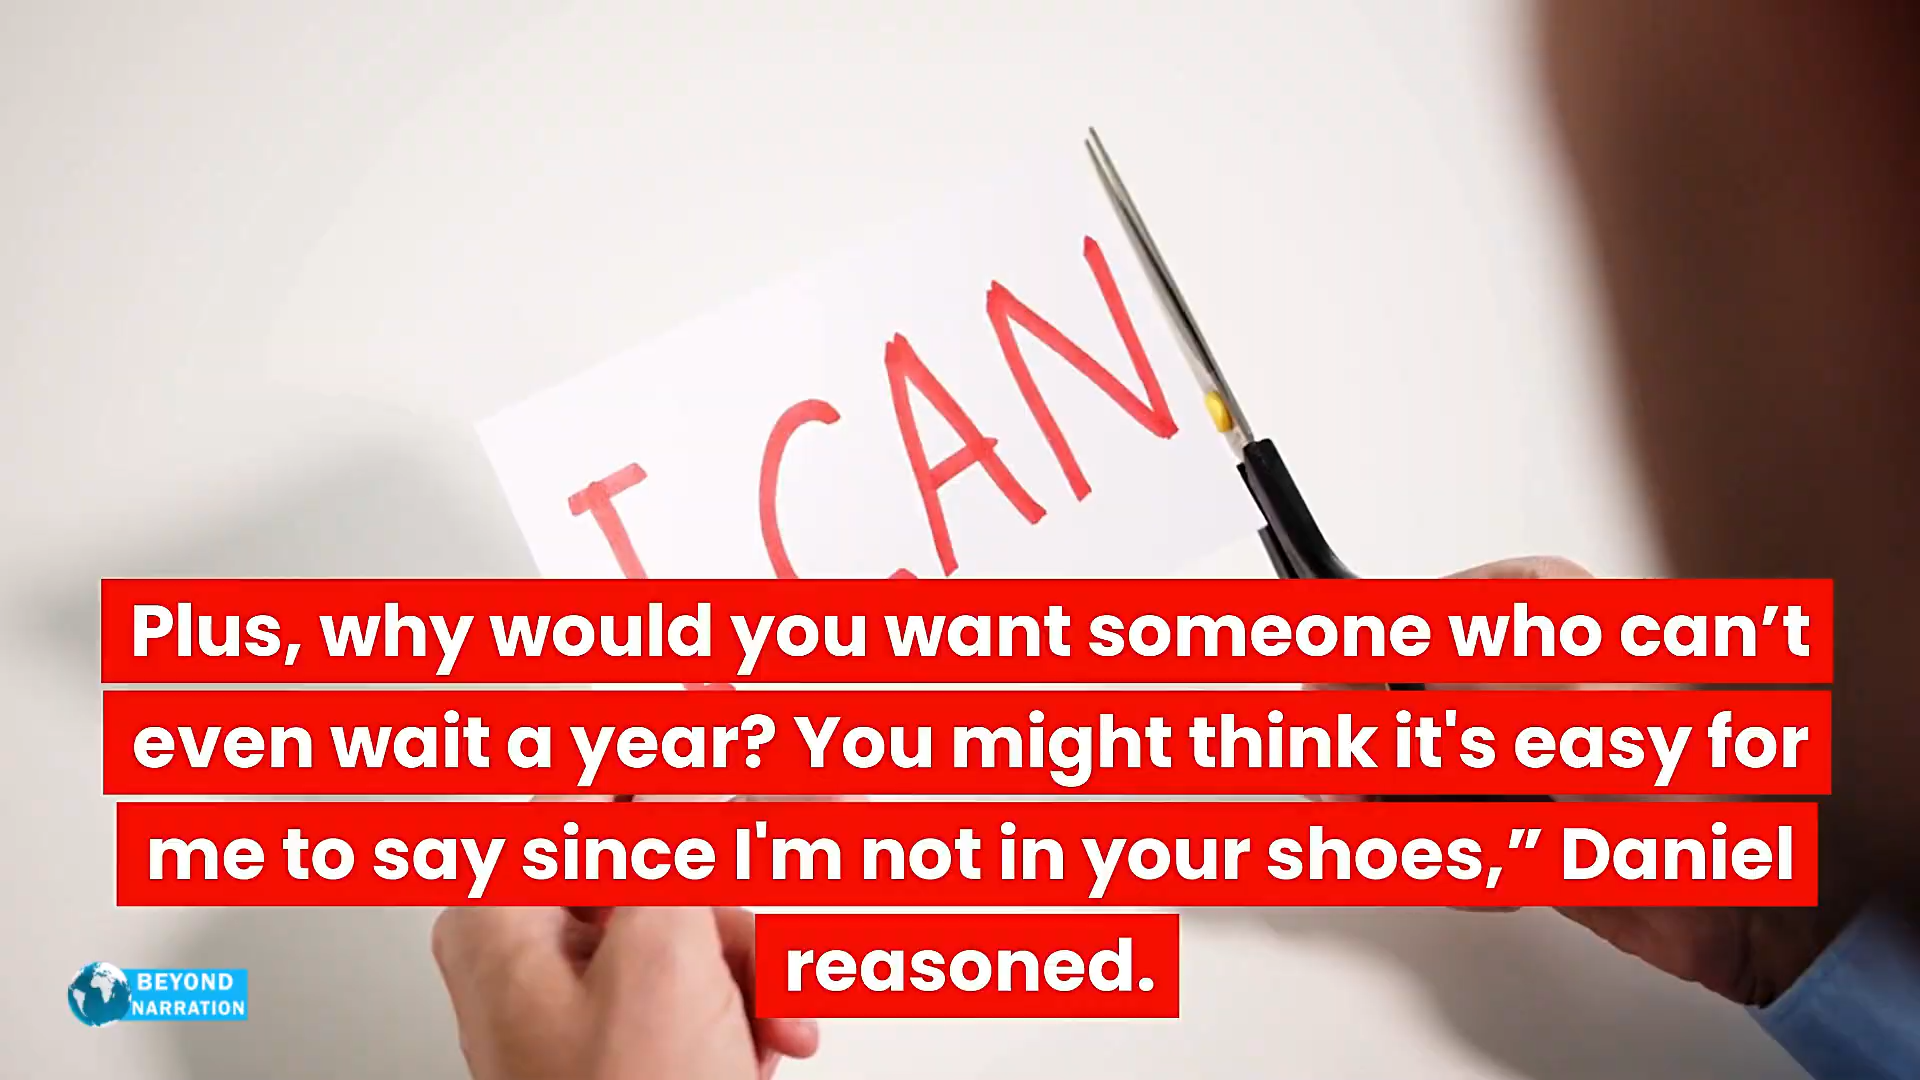 I CAN
Plus, why would you want someone who can’t
even wait a year? You might think it's easy for
me to say since I'm not in your shoes,” Daniel
reasoned.
BEYOND
NARRATION